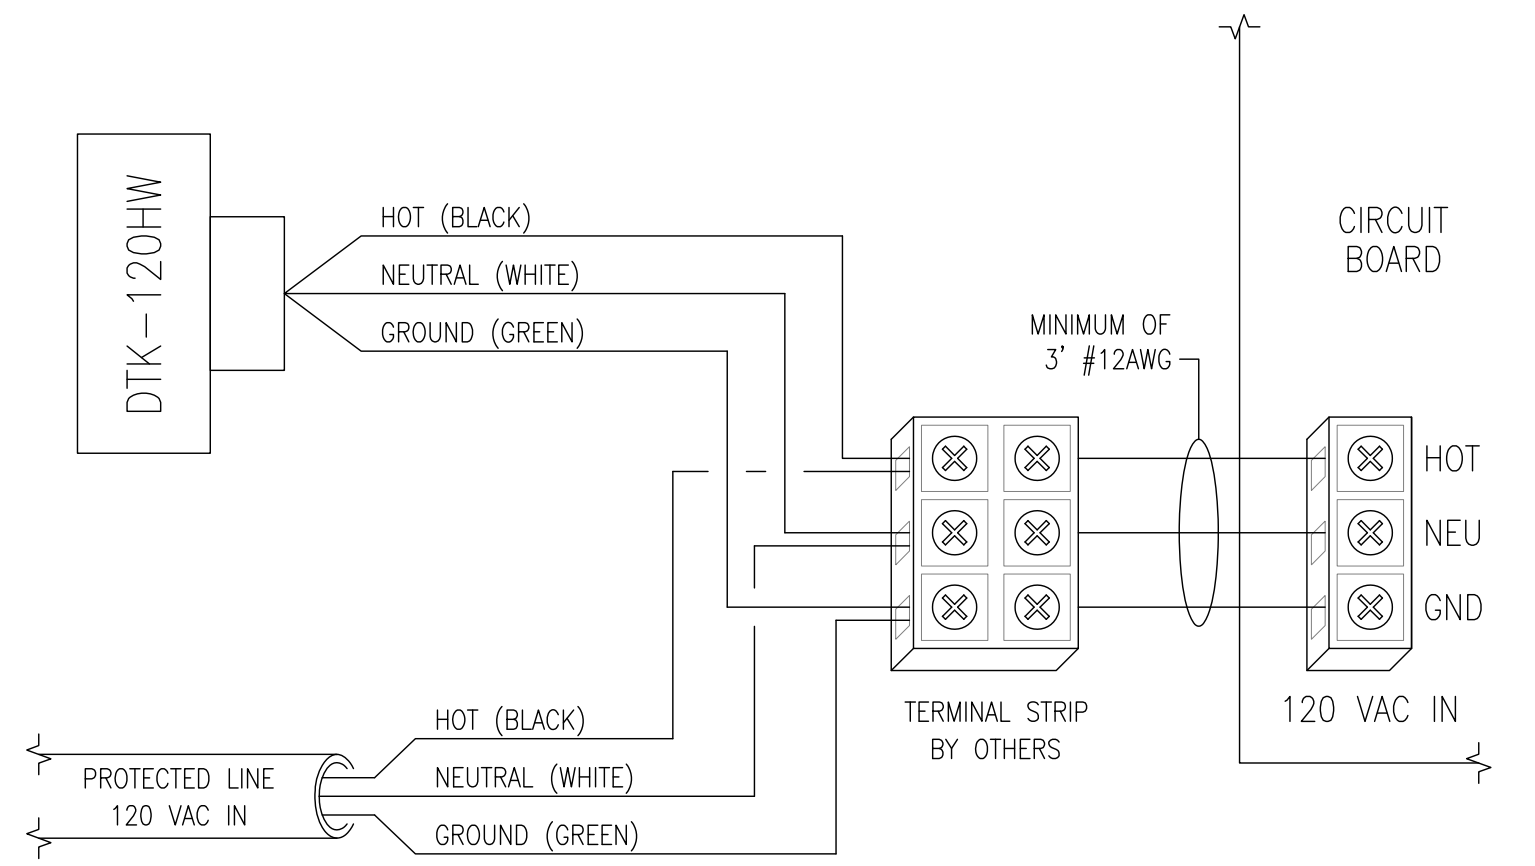 DTK-120HW
HOT (BLACK)
NEUTRAL (WHITE)
GROUND (GREEN)
CIRCUIT
BOARD
MINIMUM OF
3' #12AWG
HOT
NEU
GND
120 VAC IN
TERMINAL STRIP
BY OTHERS
HOT (BLACK)
NEUTRAL (WHITE)
GROUND (GREEN)
PROTECTED LINE
120 VAC IN